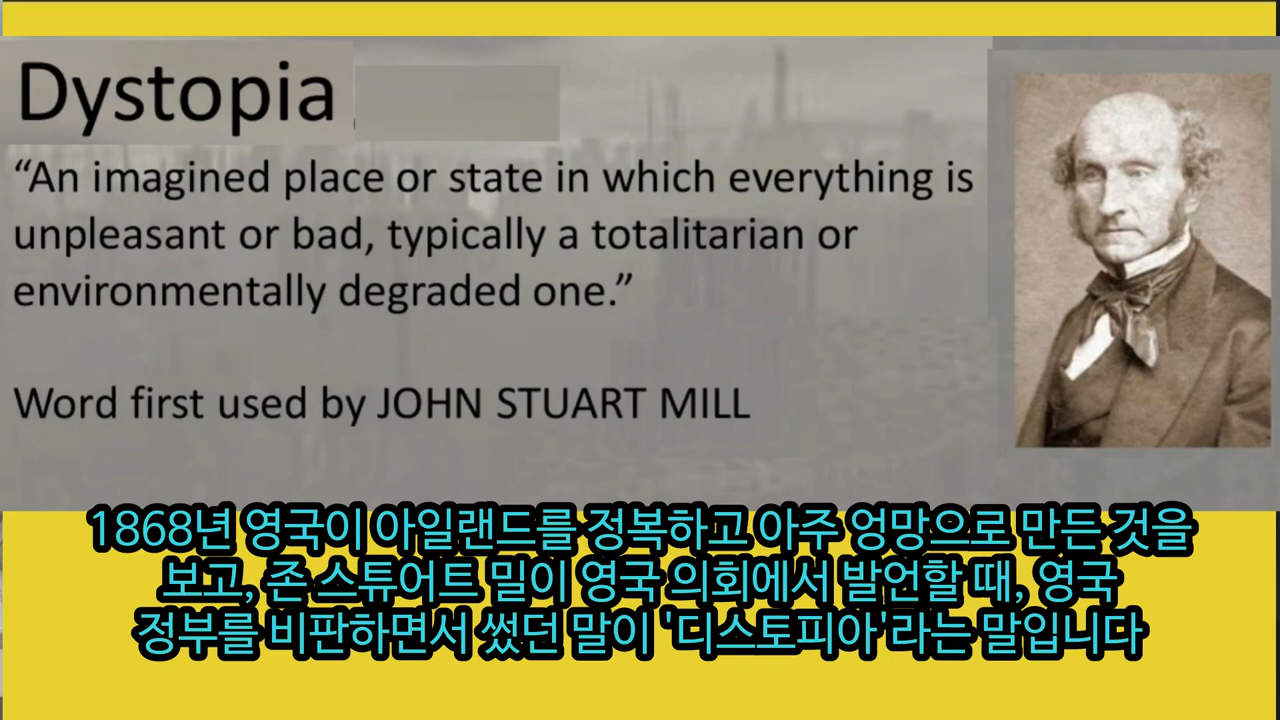 Dystopia
“An imagined place or state in which everything is
unpleasant or bad, typically a totalitarian or
environmentally degraded one.”
Word first used by JOHN STUART MILL
1868년 영국이 아일랜드를 정복하고 아주 엉망으로 만든 것을
보고, 존 스튜어트 밀이 영국 의회에서 발언할 때, 영국
정부를 비판하면서 썼던 말이 '디스토피아'라는 말입니다